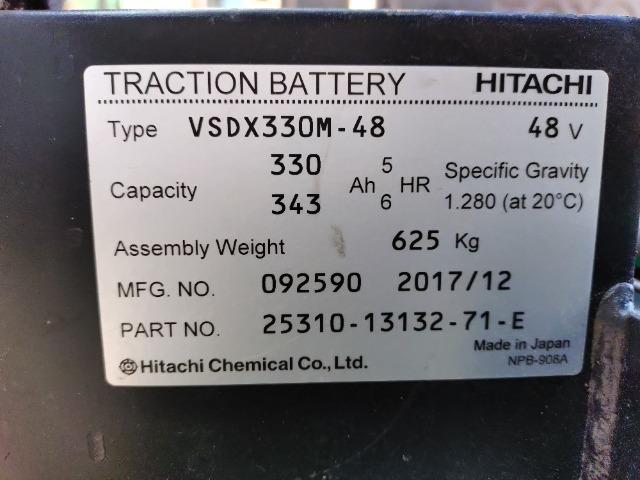 TRACTION BATTERY HITACHI
Type VSDX330M-48 48 V
Capacity 330 Ah 5 HR Specific Gravity
343 6 1.280 (at 20°C)
Assembly Weight 625 Kg
MFG. NO. 092590 2017/12
PART NO. 25310-13132-71-E
Made in Japan
Hitachi Chemical Co., Ltd. NPB-908A